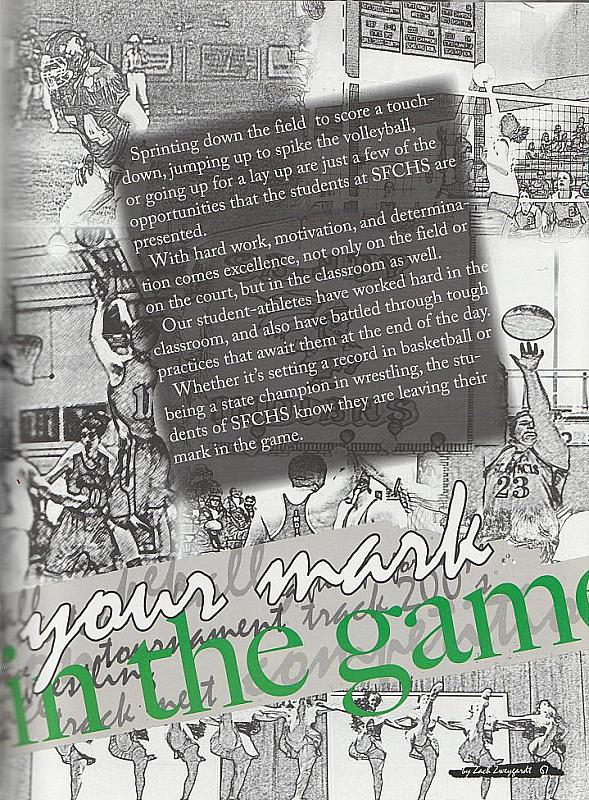 Sprinting down the field to score a touch-
down, jumping up to spike the volleyball,
or going up for a lay up are just a few of the
opportunities that the students at SFCHS are
presented.
With hard work, motivation, and determina-
tion comes excellence, not only on the field or
on the court, but in the classroom as well.
Our student-athletes have worked hard in the
classroom, and also have battled through tough
practices that await them at the end of the day.
Whether it's setting a record in basketball or
being a state champion in wrestling, the stu-
dents of SFCHS know they are leaving their
mark in the game.
23
your mark
tournament track 200
in the game
track meet
by Zach Zweygardt 61